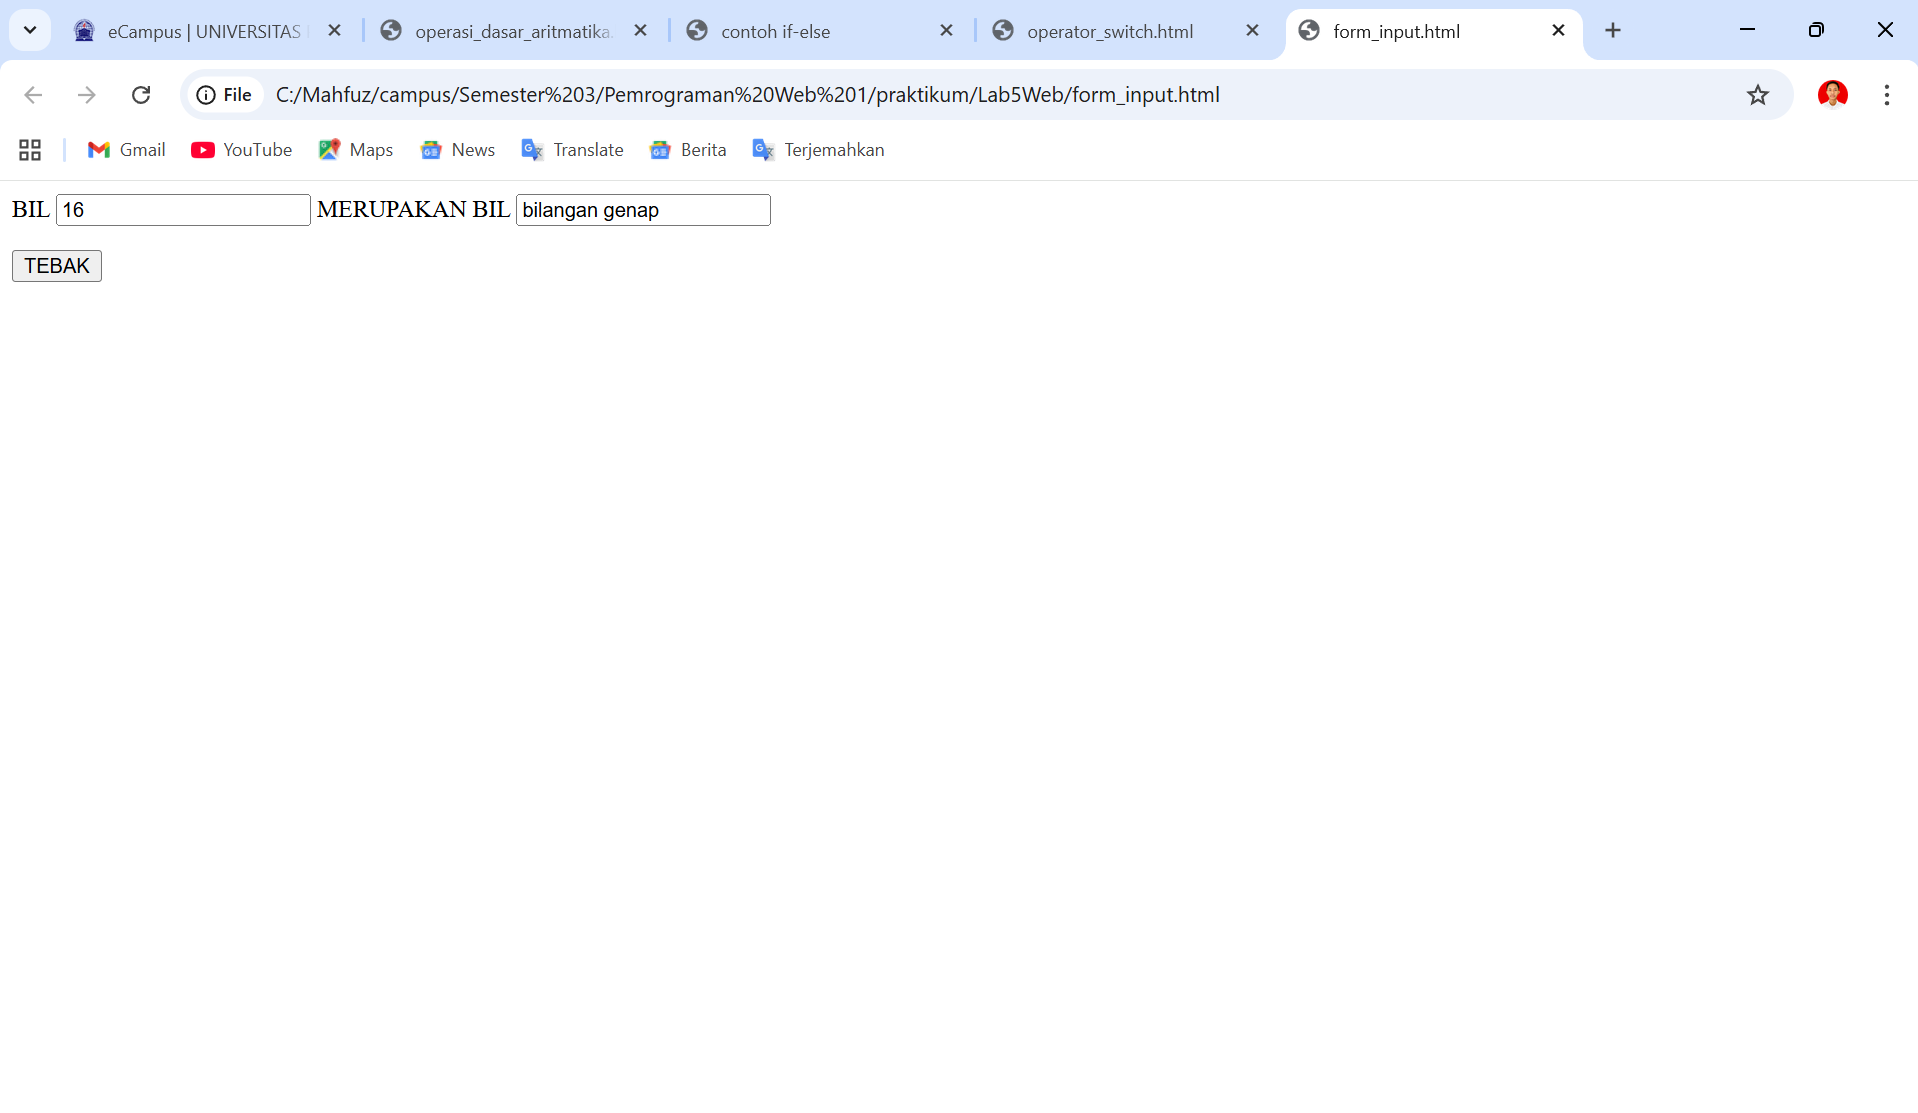 eCampus | UNIVERSITAS
operasi_dasar_aritmatika.
contoh if-else
operator_switch.html
form_input.html
File C:/Mahfuz/campus/Semester%203/Pemrograman%20Web%201/praktikum/Lab5Web/form_input.html
Gmail YouTube Maps News Translate Berita Terjemahkan
BIL 16 MERUPAKAN BIL bilangan genap
TEBAK